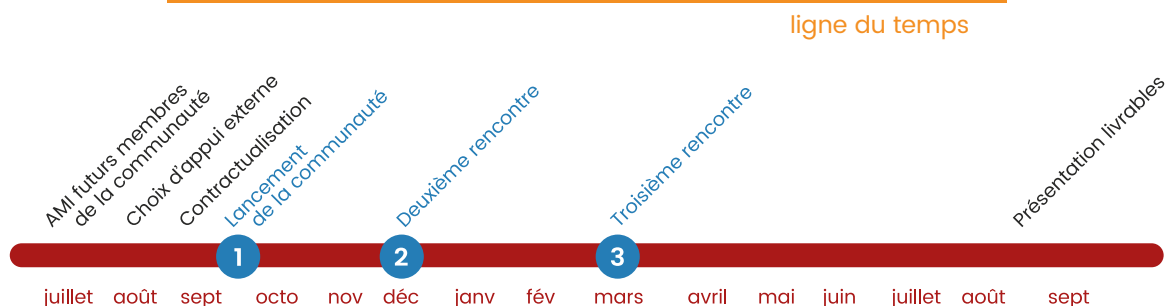 ligne du temps
AMI futurs membres
de la communauté
Choix d'appui externe
Contractualisation
Lancement
de la communauté
Deuxième rencontre
Troisième rencontre
Présentation livrables
1 2 3
juillet août sept octo nov déc janv fév mars avril mai juin juillet août sept